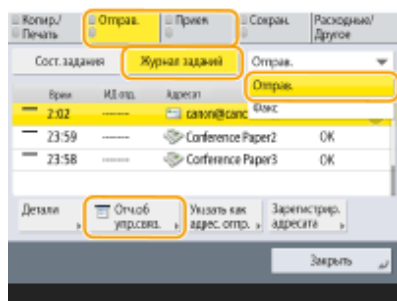 Копир./ Печать
Отправ.
Прием
Сохран.
Расходные/ Другое
Сост. задания
Журнал заданий
Отправ.
Отправ.
Факс
Время
ИД отд.
Адресат
2:02 -------- canon@canc
23:59 -------- Conference Paper2 OK
23:58 -------- Conference Paper3 OK
Детали
Отч.об упр.связ.
Указать как адрес. отпр.
Зарегистрир. адресата
Закрыть